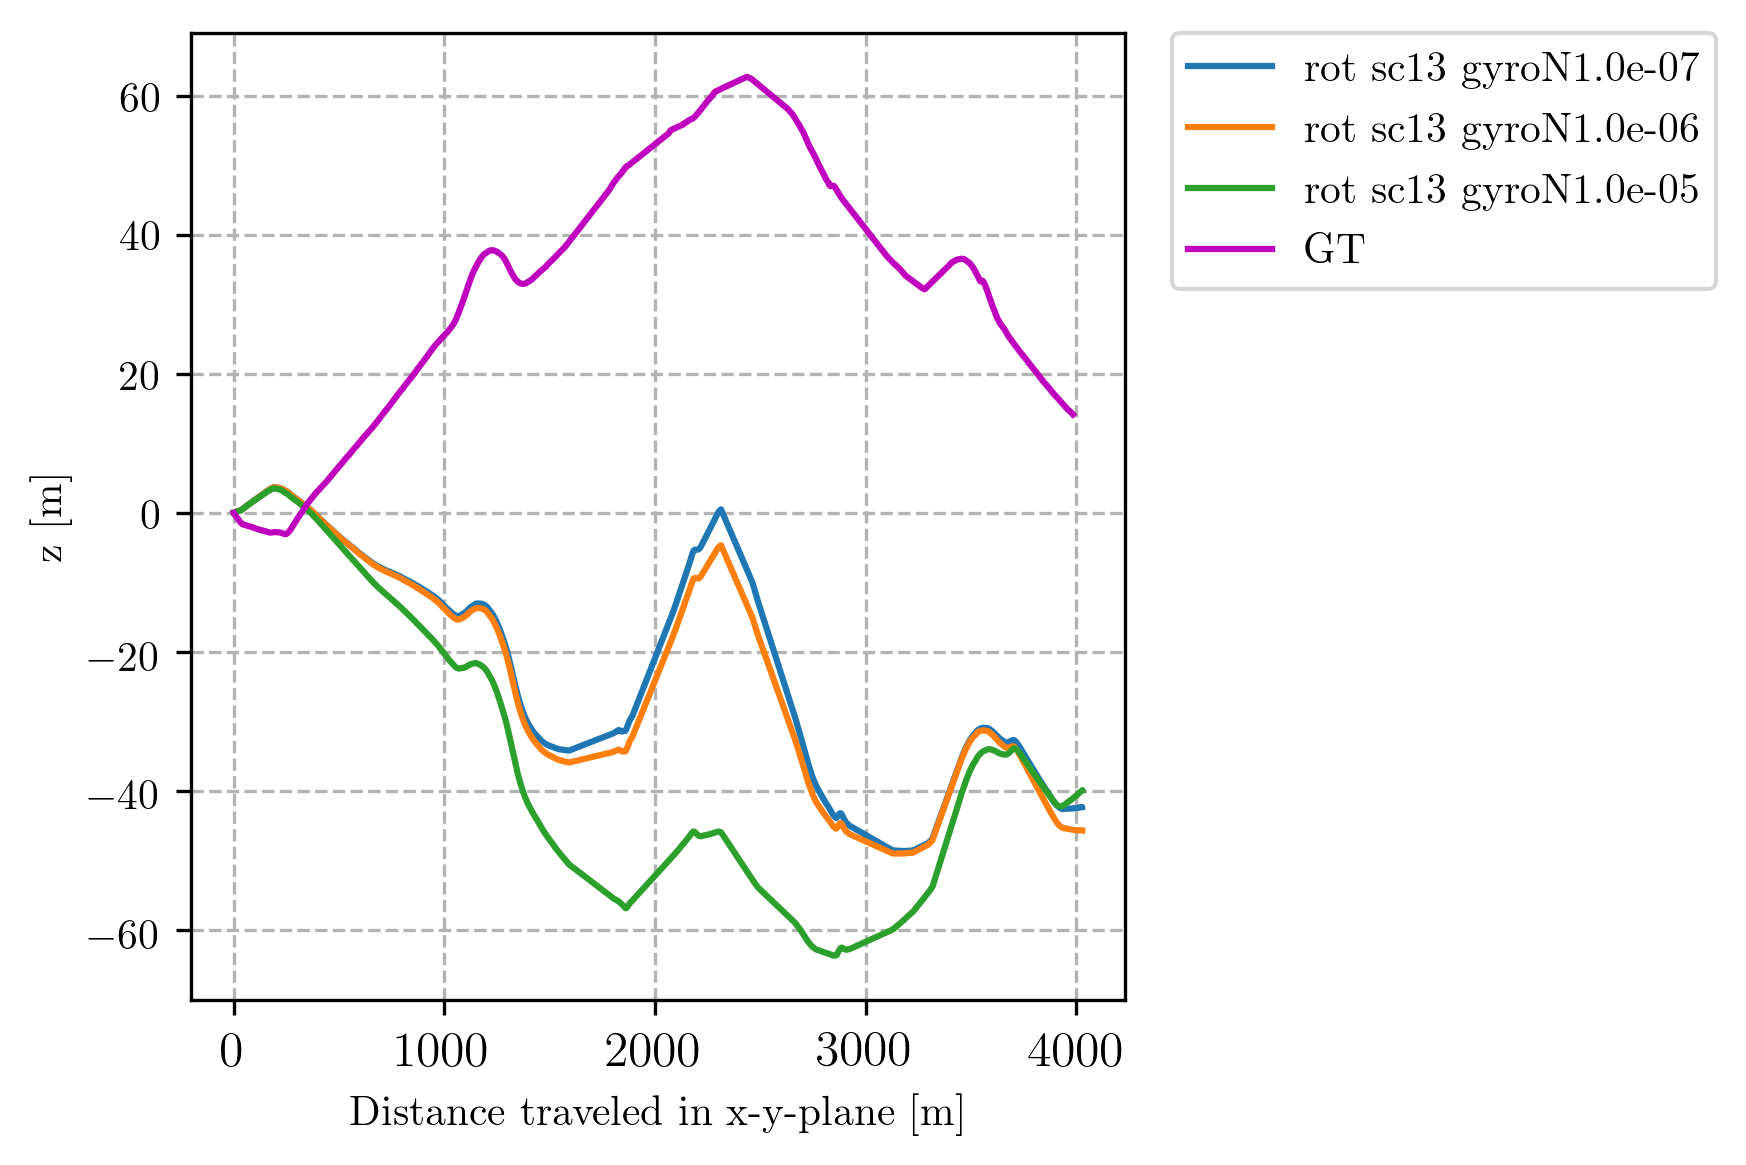 rot sc13 gyroN1.0e-07
rot sc13 gyroN1.0e-06
rot sc13 gyroN1.0e-05
GT
60
40
20
0
−20
−40
−60
z [m]
0 1000 2000 3000 4000
Distance traveled in x-y-plane [m]